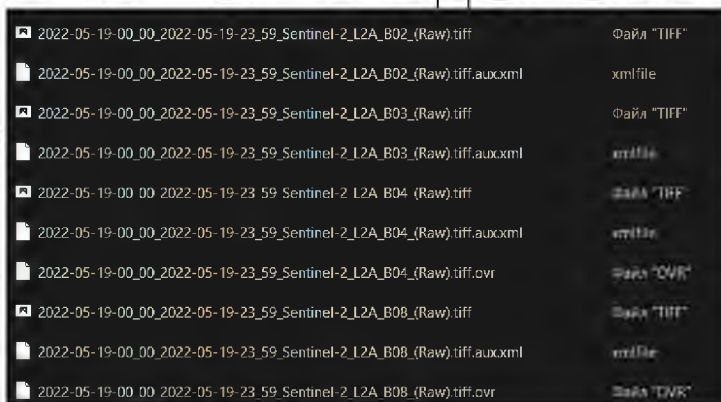 2022-05-19-00_00_2022-05-19-23_59_Sentinel-2_L2A_B02_(Raw).tiff Файл "TIFF"
2022-05-19-00_00_2022-05-19-23_59_Sentinel-2_L2A_B02_(Raw).tiff.aux.xml xmlfile
2022-05-19-00_00_2022-05-19-23_59_Sentinel-2_L2A_B03_(Raw).tiff Файл "TIFF"
2022-05-19-00_00_2022-05-19-23_59_Sentinel-2_L2A_B03_(Raw).tiff.aux.xml xmlfile
2022-05-19-00_00_2022-05-19-23_59_Sentinel-2_L2A_B04_(Raw).tiff Файл "TIFF"
2022-05-19-00_00_2022-05-19-23_59_Sentinel-2_L2A_B04_(Raw).tiff.aux.xml xmlfile
2022-05-19-00_00_2022-05-19-23_59_Sentinel-2_L2A_B04_(Raw).tiff.ovr Файл "OVR"
2022-05-19-00_00_2022-05-19-23_59_Sentinel-2_L2A_B08_(Raw).tiff Файл "TIFF"
2022-05-19-00_00_2022-05-19-23_59_Sentinel-2_L2A_B08_(Raw).tiff.aux.xml xmlfile
2022-05-19-00_00_2022-05-19-23_59_Sentinel-2_L2A_B08_(Raw).tiff.ovr Файл "OVR"